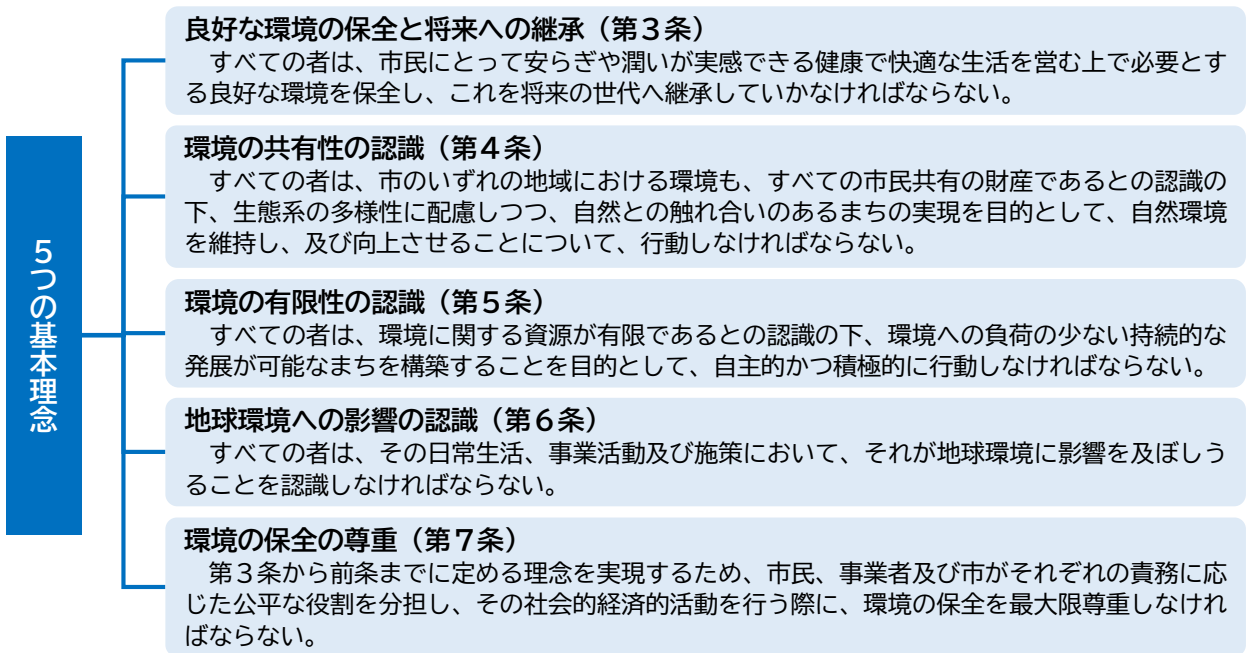 5つの基本理念
良好な環境の保全と将来への継承（第３条）
　すべての者は、市民にとって安らぎや潤いが実感できる健康で快適な生活を営む上で必要とす
る良好な環境を保全し、これを将来の世代へ継承していかなければならない。
環境の共有性の認識（第４条）
　すべての者は、市のいずれの地域における環境も、すべての市民共有の財産であるとの認識の
下、生態系の多様性に配慮しつつ、自然との触れ合いのあるまちの実現を目的として、自然環境
を維持し、及び向上させることについて、行動しなければならない。
環境の有限性の認識（第５条）
　すべての者は、環境に関する資源が有限であるとの認識の下、環境への負荷の少ない持続的な
発展が可能なまちを構築することを目的として、自主的かつ積極的に行動しなければならない。
地球環境への影響の認識（第６条）
　すべての者は、その日常生活、事業活動及び施策において、それが地球環境に影響を及ぼしう
ることを認識しなければならない。
環境の保全の尊重（第７条）
　第３条から前条までに定める理念を実現するため、市民、事業者及び市がそれぞれの責務に応
じた公平な役割を分担し、その社会的経済的活動を行う際に、環境の保全を最大限尊重しなけれ
ばならない。